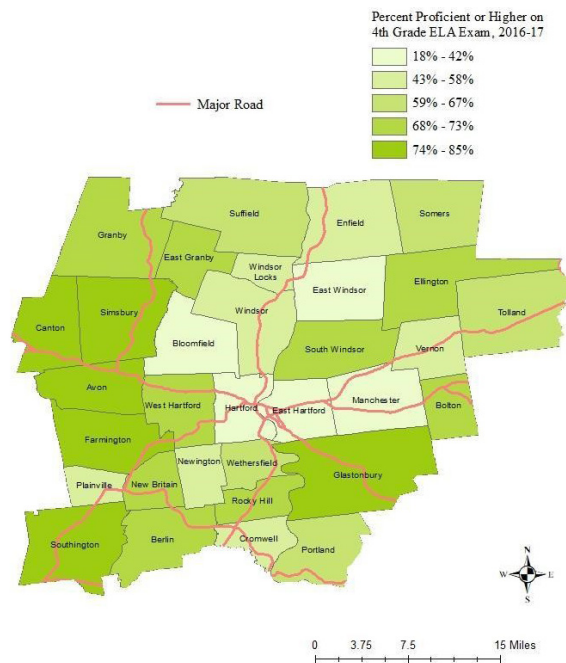 Percent Proficient or Higher on
4th Grade ELA Exam, 2016-17
18% - 42%
43% - 58%
59% - 67%
68% - 73%
74% - 85%
Major Road
Granby
Suffield
Enfield
Somers
East Granby
Windsor
Locks
East Windsor
Ellington
Canton
Simsbury
Windsor
Tolland
Bloomfield
South Windsor
Vernon
Avon
West Hartford
Hartford
East Hartford
Manchester
Bolton
Farmington
Newington
Wethersfield
Glastonbury
Plainville
New Britain
Rocky Hill
Southington
Berlin
Cromwell
Portland
N
W
E
S
0 3.75 7.5 15 Miles